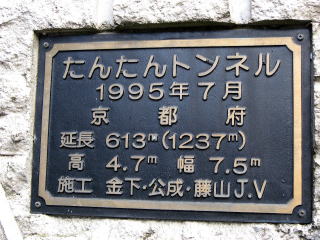 たんたんトンネル
1995年7月
京都府
延長 613m(1237m)
高 4.7m 幅 7.5m
施工 金下・公成・藤山J.V